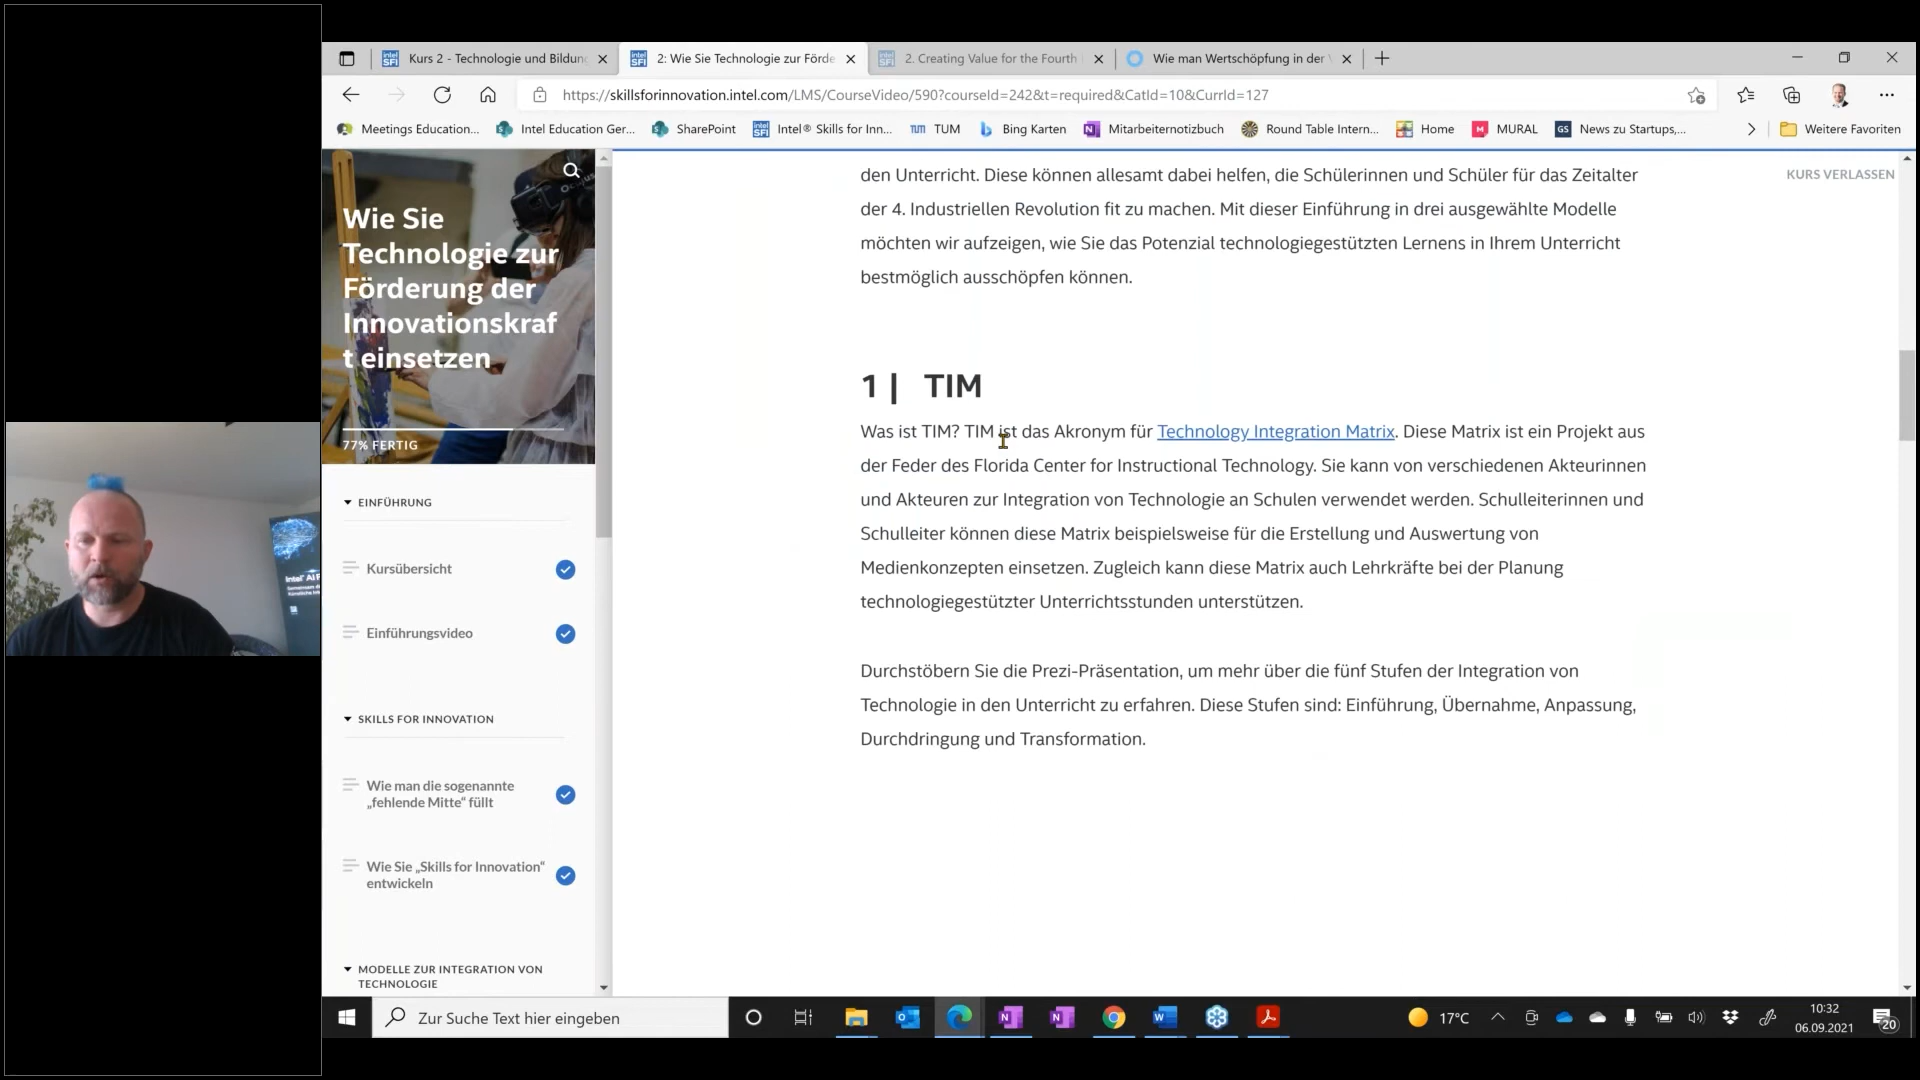 Kurs 2 - Technologie und Bildun
2: Wie Sie Technologie zur Förde
2. Creating Value for the Fourth
Wie man Wertschöpfung in der
https://skillsforinnovation.intel.com/LMS/CourseVideo/590?courseId=242&t=required&CatId=10&CurrId=127
Meetings Education...
Intel Education Ger...
SharePoint
Intel® Skills for Inn...
TUM
Bing Karten
Mitarbeiternotizbuch
Round Table Intern...
Home
MURAL
News zu Startups,...
Weitere Favoriten
Wie Sie
Technologie zur
Förderung der
Innovationskraf
t einsetzen
77% FERTIG
EINFÜHRUNG
Kursübersicht
Einführungsvideo
SKILLS FOR INNOVATION
Wie man die sogenannte
„fehlende Mitte“ füllt
Wie Sie „Skills for Innovation“
entwickeln
MODELLE ZUR INTEGRATION VON
TECHNOLOGIE
KURS VERLASSEN
den Unterricht. Diese können allesamt dabei helfen, die Schülerinnen und Schüler für das Zeitalter
der 4. Industriellen Revolution fit zu machen. Mit dieser Einführung in drei ausgewählte Modelle
möchten wir aufzeigen, wie Sie das Potenzial technologiegestützten Lernens in Ihrem Unterricht
bestmöglich ausschöpfen können.
1 | TIM
Was ist TIM? TIM ist das Akronym für Technology Integration Matrix. Diese Matrix ist ein Projekt aus
der Feder des Florida Center for Instructional Technology. Sie kann von verschiedenen Akteurinnen
und Akteuren zur Integration von Technologie an Schulen verwendet werden. Schulleiterinnen und
Schulleiter können diese Matrix beispielsweise für die Erstellung und Auswertung von
Medienkonzepten einsetzen. Zugleich kann diese Matrix auch Lehrkräfte bei der Planung
technologiegestützter Unterrichtsstunden unterstützen.
Durchstöbern Sie die Prezi-Präsentation, um mehr über die fünf Stufen der Integration von
Technologie in den Unterricht zu erfahren. Diese Stufen sind: Einführung, Übernahme, Anpassung,
Durchdringung und Transformation.
Zur Suche Text hier eingeben
17°C
10:32
06.09.2021
20